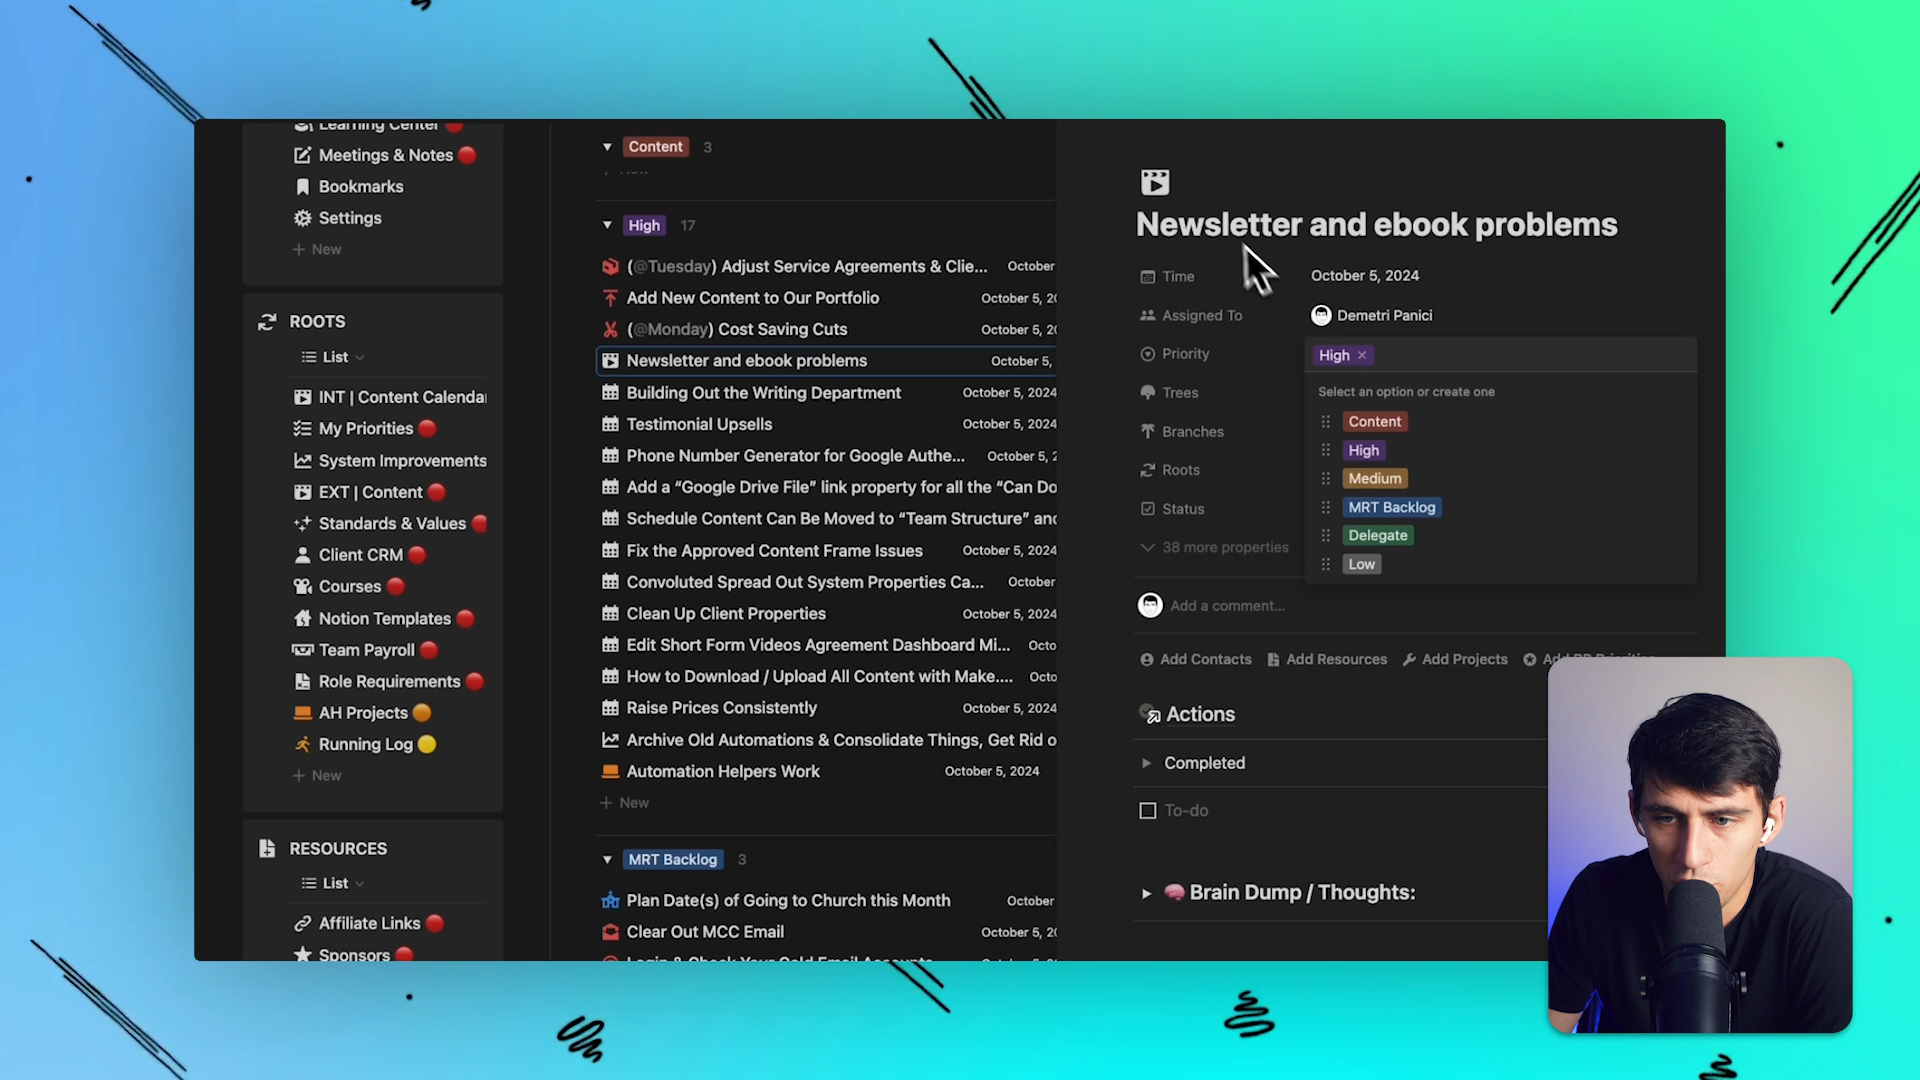 Learning Center
Meetings & Notes
Bookmarks
Settings
New
ROOTS
List
INT | Content Calenda
My Priorities
System Improvements
EXT | Content
Standards & Values
Client CRM
Courses
Notion Templates
Team Payroll
Role Requirements
AH Projects
Running Log
New
RESOURCES
List
Affiliate Links
Sponsors
Content 3
High 17
(@Tuesday) Adjust Service Agreements & Clie... October
Add New Content to Our Portfolio October 5, 20
(@Monday) Cost Saving Cuts October 5, 20
Newsletter and ebook problems October 5,
Building Out the Writing Department October 5, 2024
Testimonial Upsells October 5, 2024
Phone Number Generator for Google Authe... October 5, 2
Add a “Google Drive File” link property for all the “Can Do
Schedule Content Can Be Moved to “Team Structure” and
Fix the Approved Content Frame Issues October 5, 2024
Convoluted Spread Out System Properties Ca... October
Clean Up Client Properties October 5, 2024
Edit Short Form Videos Agreement Dashboard Mi... Octo
How to Download / Upload All Content with Make.... Octo
Raise Prices Consistently October 5, 2024
Archive Old Automations & Consolidate Things, Get Rid o
Automation Helpers Work October 5, 2024
New
MRT Backlog 3
Plan Date(s) of Going to Church this Month October
Clear Out MCC Email October 5, 20
Newsletter and ebook problems
Time October 5, 2024
Assigned To Demetri Panici
Priority High
Select an option or create one
Trees
Content
Branches
High
Roots
Medium
Status MRT Backlog
38 more properties Delegate
Low
Add a comment...
Add Contacts Add Resources Add Projects
Actions
Completed
To-do
Brain Dump / Thoughts: